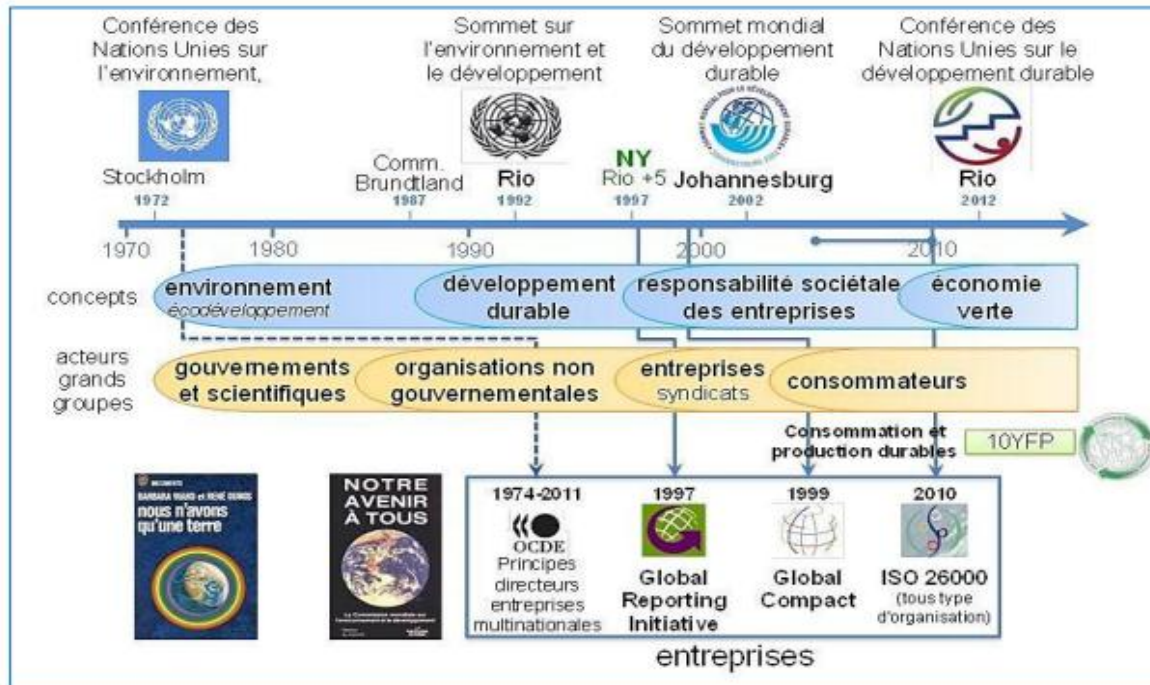 Conférence des
Nations Unies sur
l'environnement,
Sommet sur
l'environnement et
le développement
Sommet mondial
du développement
durable
Conférence des
Nations Unies sur le
développement durable
Stockholm
1972
Comm.
Brundtland
1987
Rio
1992
NY
Rio +5
1997
Johannesburg
2002
Rio
2012
1970
1980
1990
2000
2010
concepts
environnement
écodéveloppement
développement
durable
responsabilité sociétale
des entreprises
économie
verte
acteurs
grands
groupes
gouvernements
et scientifiques
organisations non
gouvernementales
entreprises
syndicats
consommateurs
Consommation et
production durables
10YFP
BARBARA WARD et RENÉ DUBOS
nous n'avons
qu'une terre
NOTRE
AVENIR
À TOUS
1974-2011
OCDE
Principes
directeurs
entreprises
multinationales
1997
Global
Reporting
Initiative
1999
Global
Compact
2010
ISO 26000
(tous type
d'organisation)
entreprises